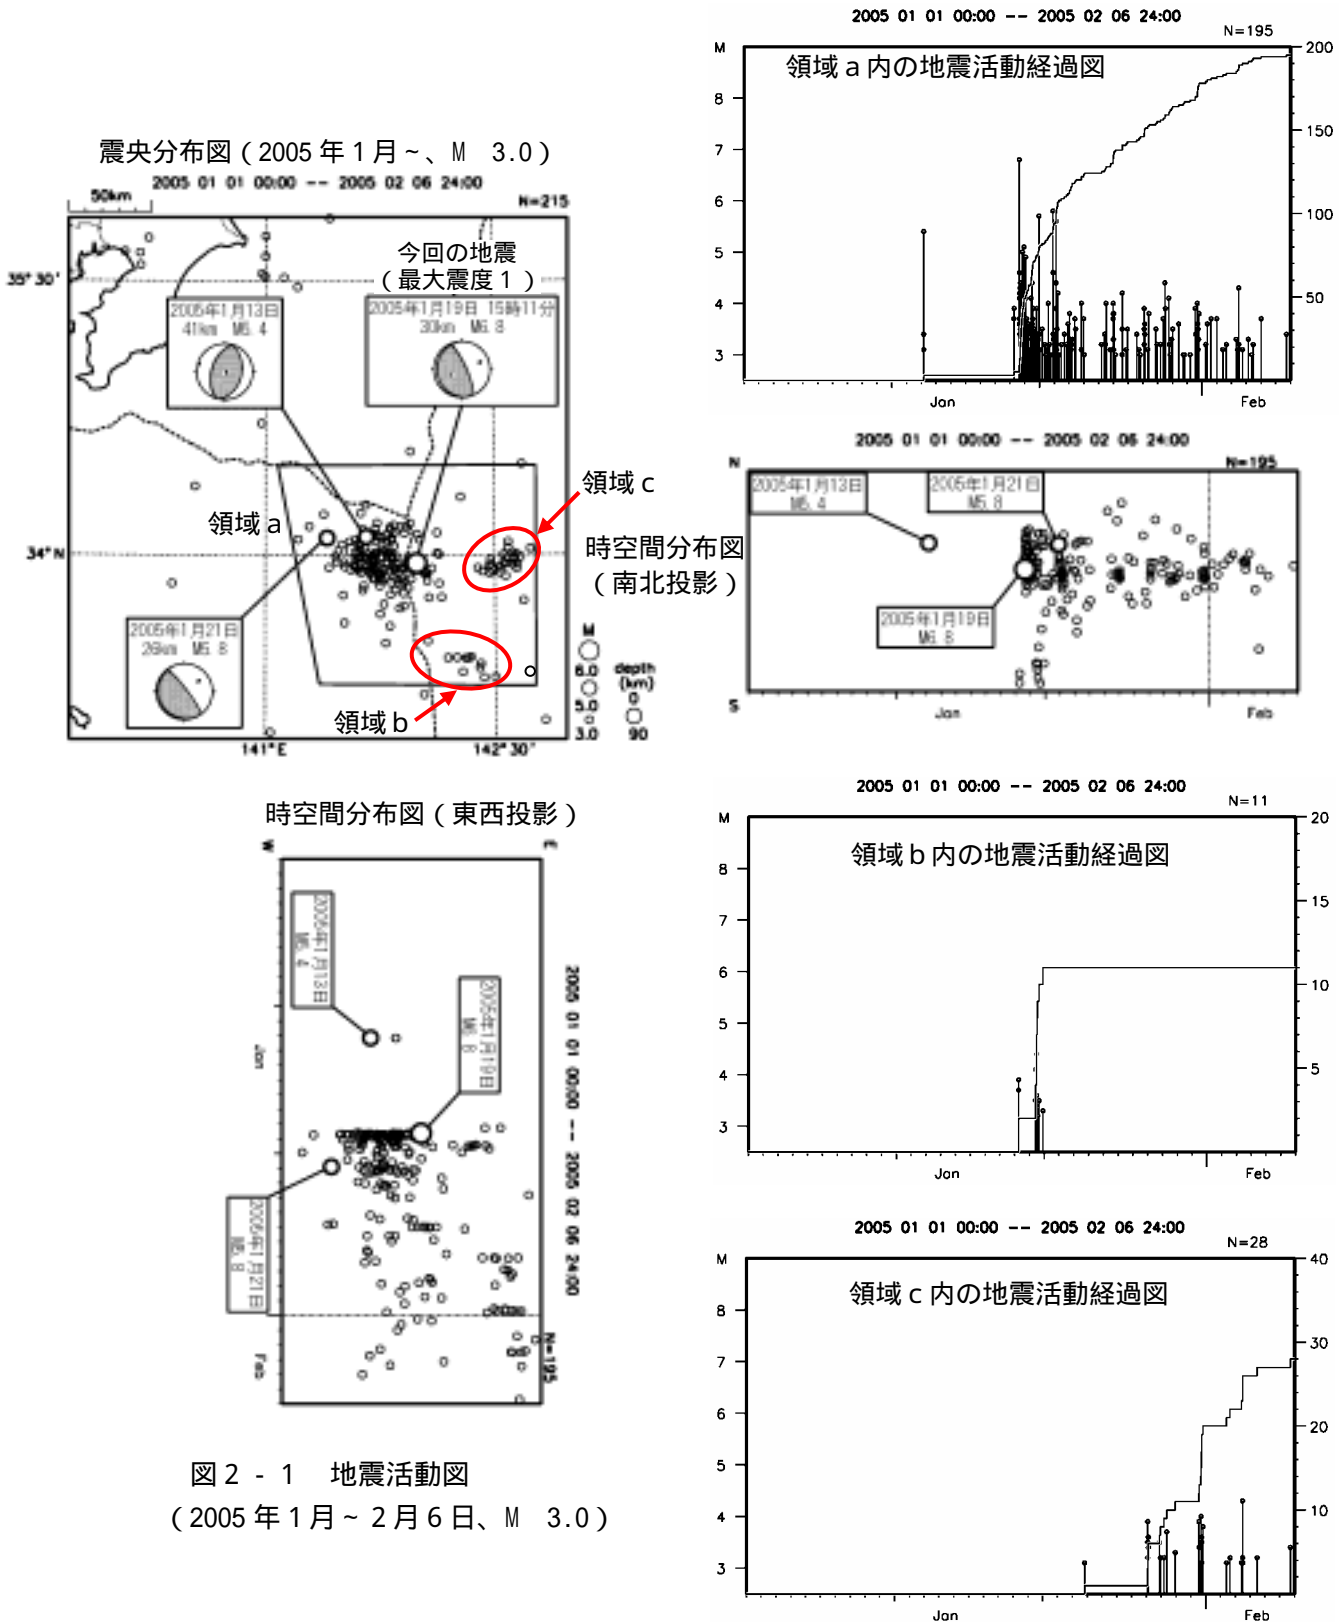 震央分布図（2005年1月～、M 3.0）
2005 01 01 00:00 -- 2005 02 06 24:00
50km
N=215
35°30'
34°N
141°E
142°30'
今回の地震
（最大震度1）
2005年1月13日
41km M6.4
2005年1月19日 15時11分
30km M6.8
2005年1月21日
26km M5.8
領域a
領域b
領域c
M
6.0
5.0
3.0
depth
(km)
0
90
2005 01 01 00:00 -- 2005 02 06 24:00
N=195
領域a内の地震活動経過図
M
8
7
6
5
4
3
200
150
100
50
Jan
Feb
時空間分布図
（南北投影）
2005 01 01 00:00 -- 2005 02 06 24:00
N
N=195
2005年1月13日
M5.4
2005年1月21日
M5.8
2005年1月19日
M6.8
S
Jan
Feb
2005 01 01 00:00 -- 2005 02 06 24:00
N=11
領域b内の地震活動経過図
M
8
7
6
5
4
3
20
15
10
5
Jan
Feb
時空間分布図（東西投影）
W
E
2005年1月13日
2005年1月19日
M6.8
2005年1月21日
2005 01 01 00:00 -- 2005 02 06 24:00
N=195
Jan
Feb
2005 01 01 00:00 -- 2005 02 06 24:00
N=28
領域c内の地震活動経過図
M
8
7
6
5
4
3
40
30
20
10
Jan
Feb
図2-1 地震活動図
（2005年1月～2月6日、M 3.0）